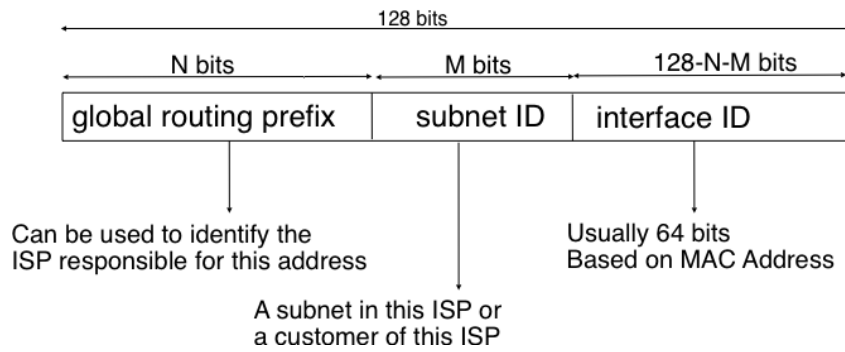 128 bits
N bits
M bits
128-N-M bits
global routing prefix
subnet ID
interface ID
Can be used to identify the
ISP responsible for this address
Usually 64 bits
Based on MAC Address
A subnet in this ISP or
a customer of this ISP